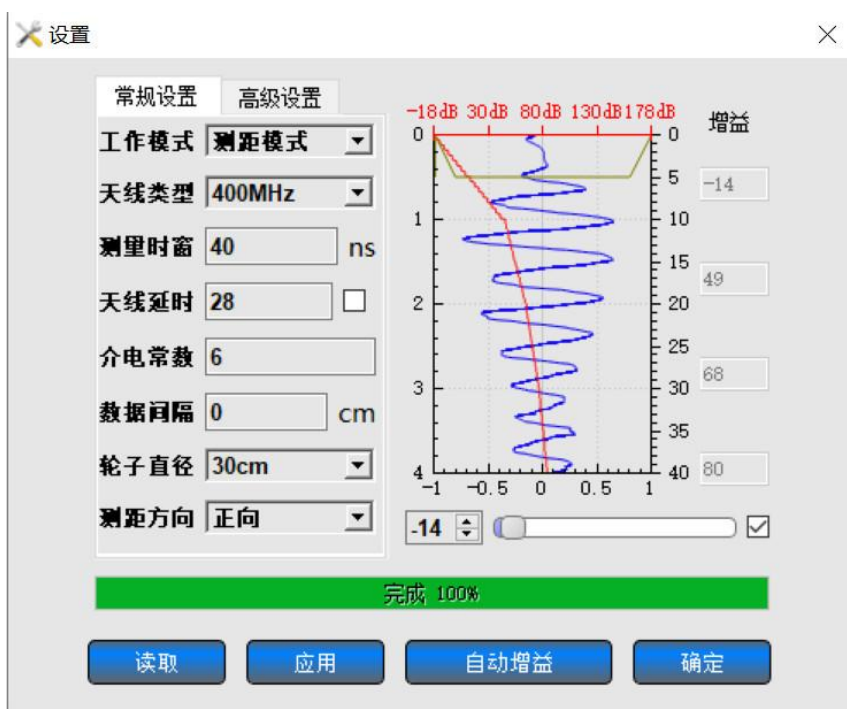 设置
常规设置 高级设置
工作模式 测距模式
天线类型 400MHz
测量时窗 40 ns
天线延时 28
介电常数 6
数据间隔 0 cm
轮子直径 30cm
测距方向 正向
-18dB 30dB 80dB 130dB 178dB
增益
0 0
5
-14
1 10
15
49
2 20
25
68
3 30
35
4 40
80
-1 -0.5 0 0.5 1
-14
完成 100%
读取 应用 自动增益 确定